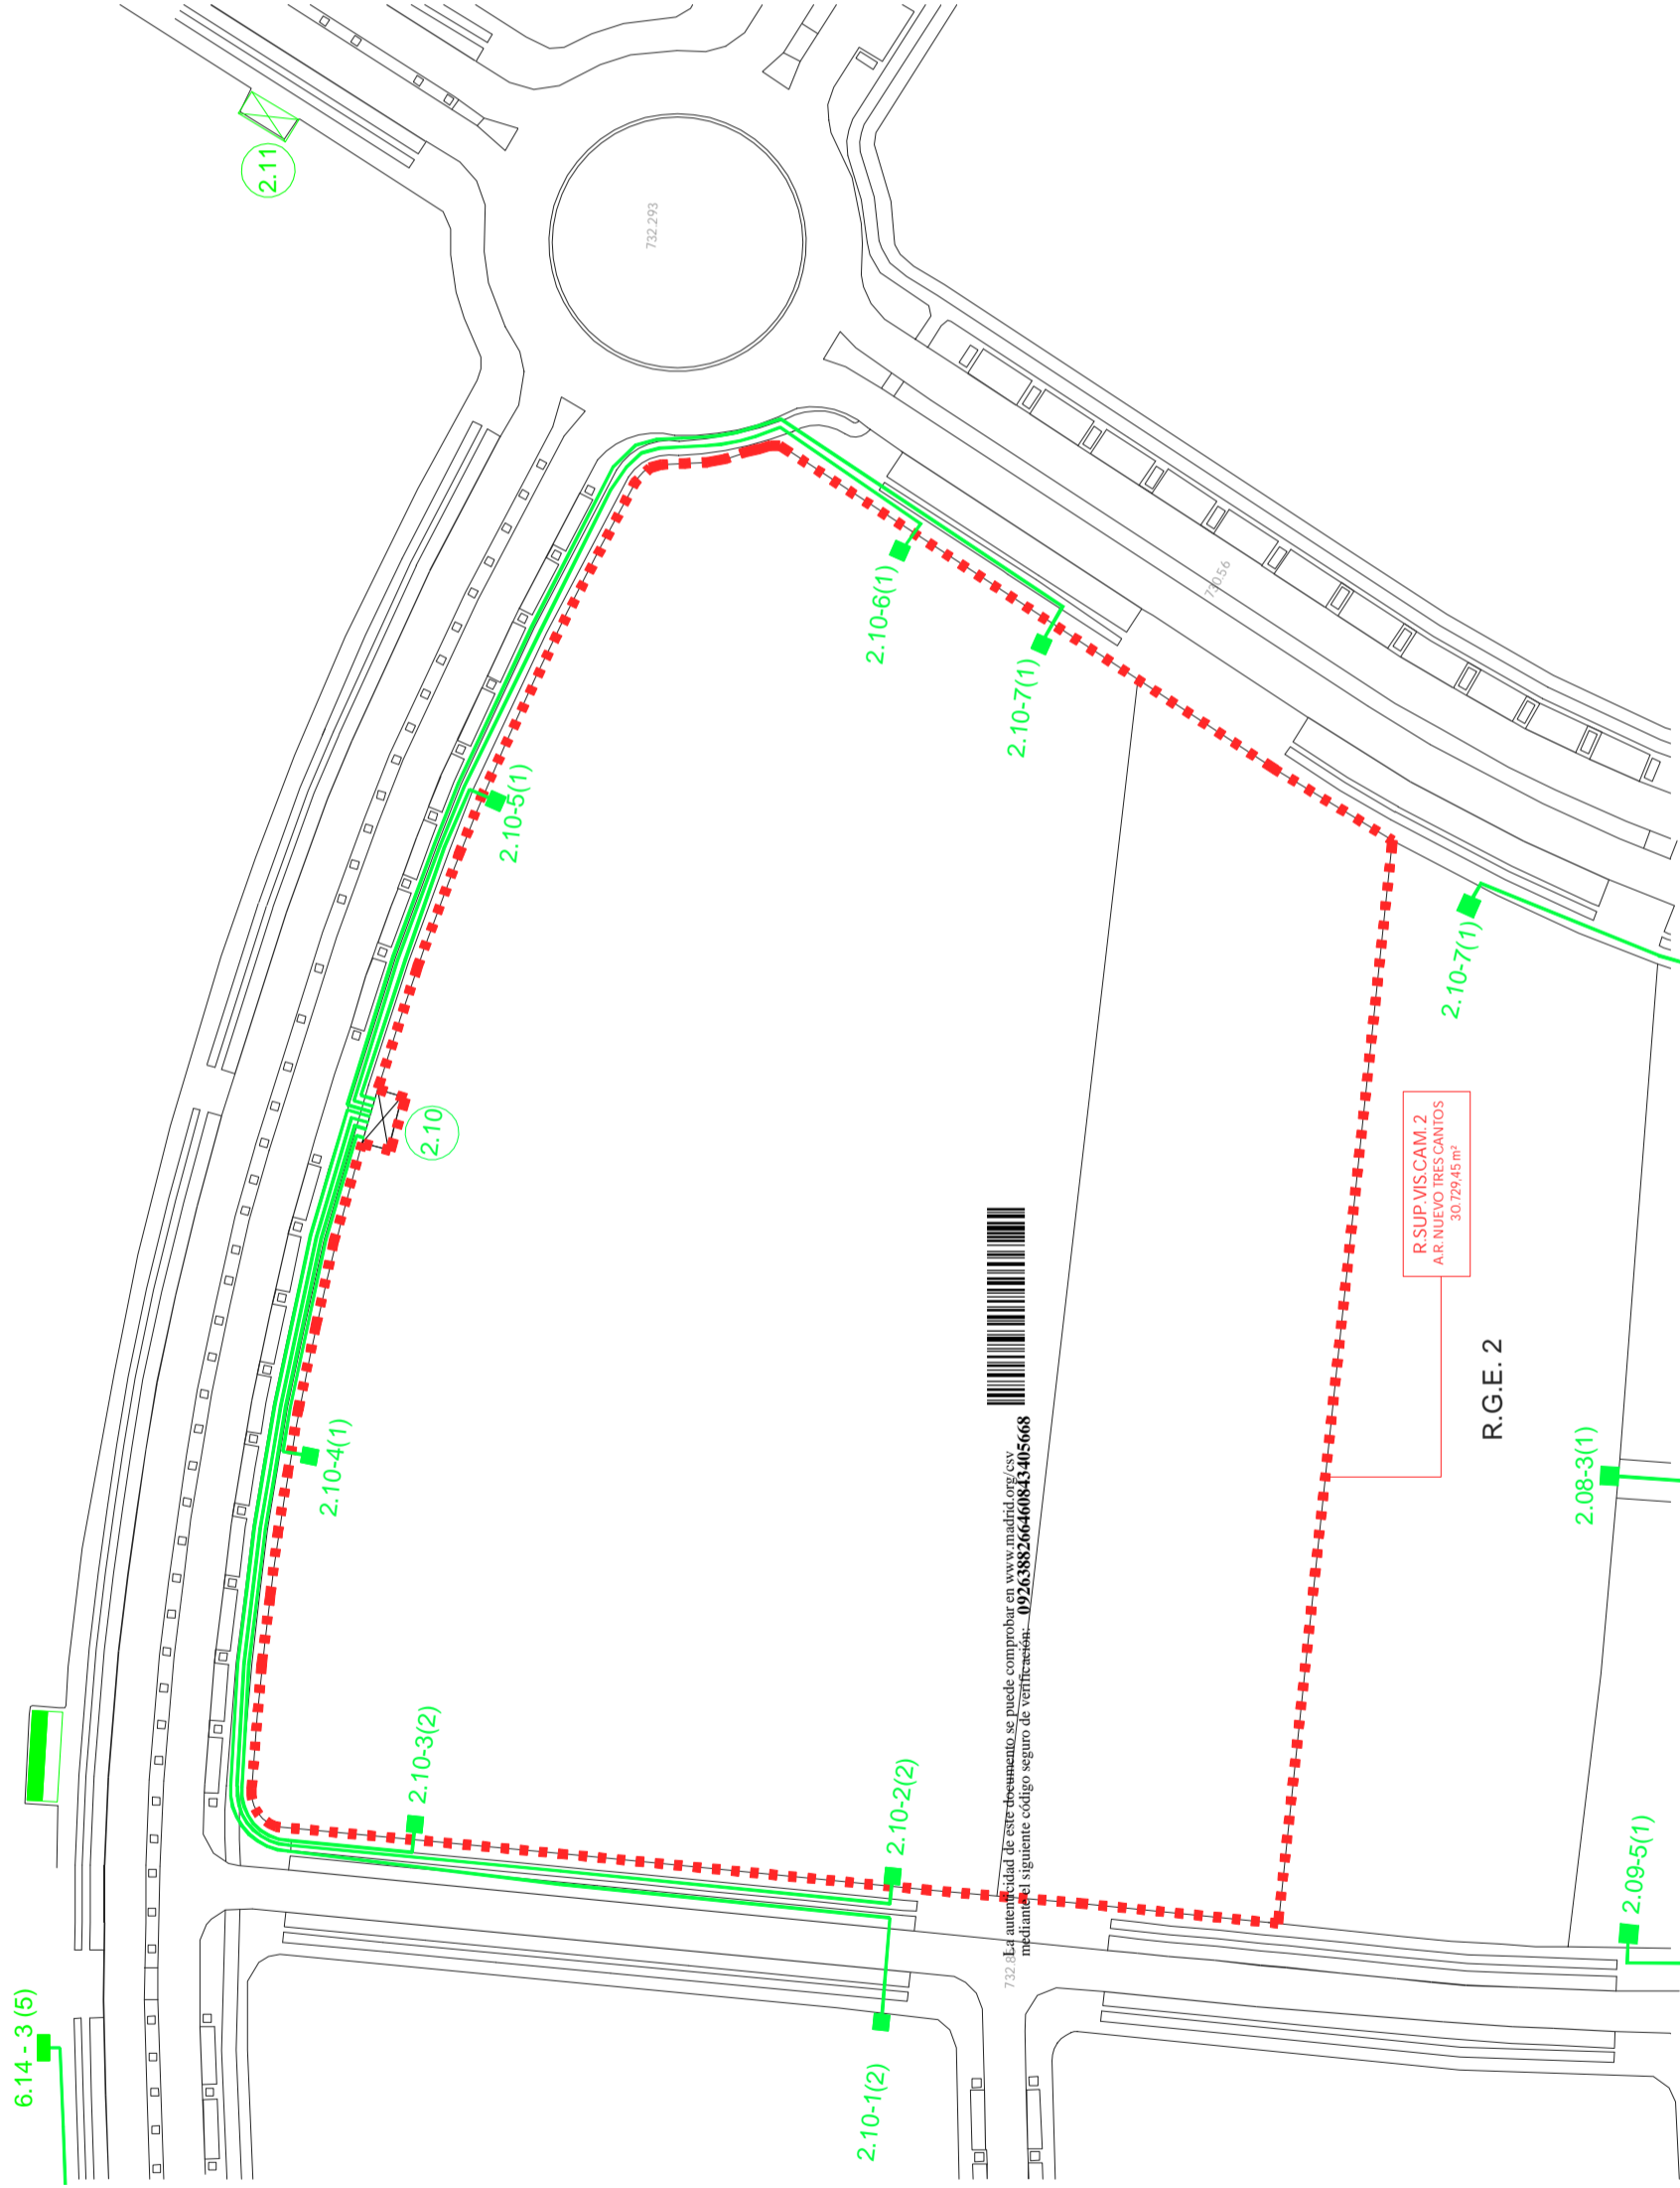 6.14 - 3 (5)
2.11
732.293
2.10-6(1)
2.10-7(1)
730.56
2.10-5(1)
2.10
2.10-4(1)
2.10-3(2)
2.10-2(2)
2.10-1(2)
2.10-7(1)
R.SUP.VIS.CAM. 2
A.R. NUEVO TRES CANTOS
30.729,45 m²
R.G.E. 2
2.08-3(1)
2.09-5(1)
La autenticidad de este documento se puede comprobar en www.madrid.org/csv
mediante el siguiente código seguro de verificación: 0926388266460843405668